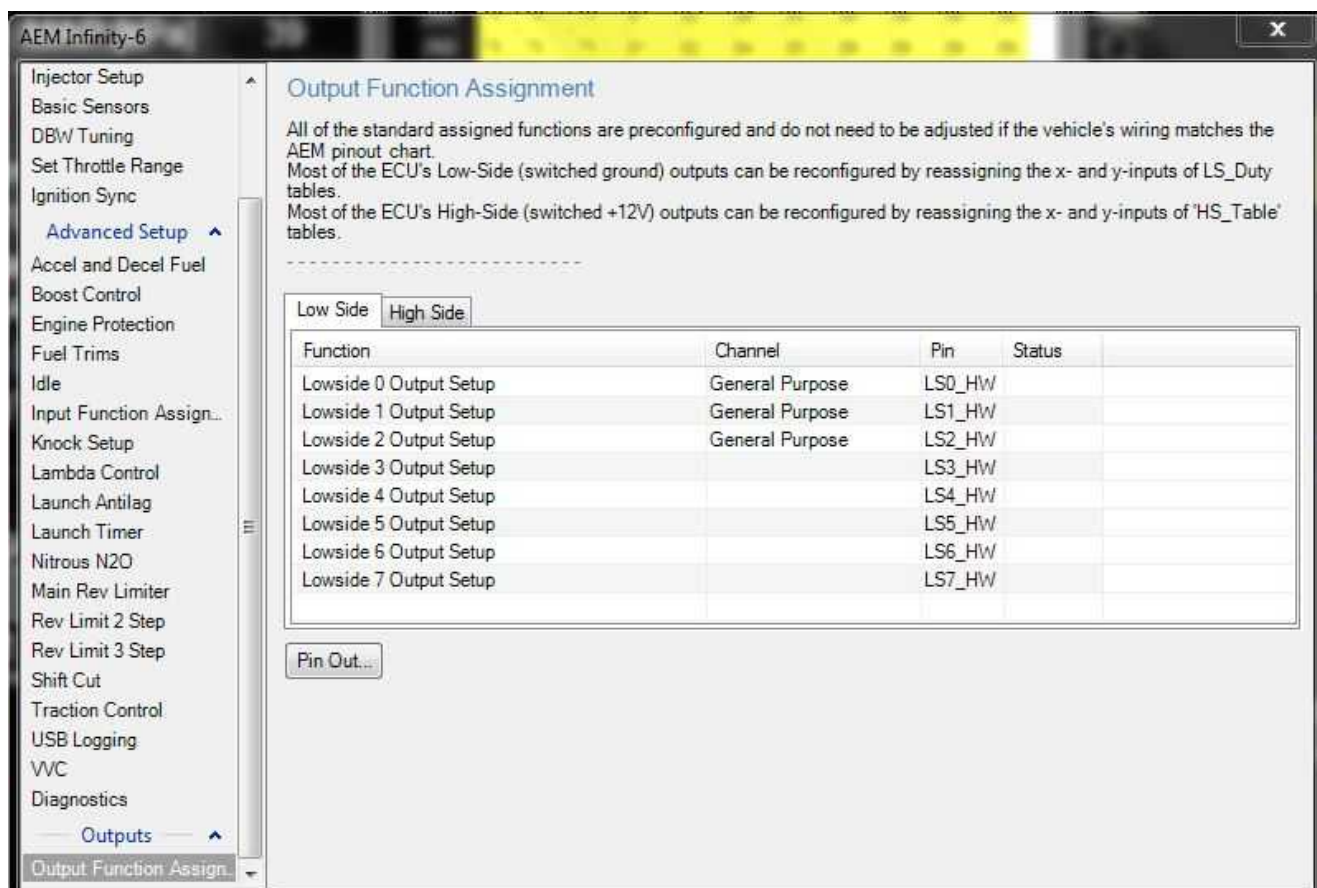 AEM Infinity-6
x
Injector Setup
Basic Sensors
DBW Tuning
Set Throttle Range
Ignition Sync
Advanced Setup
Accel and Decel Fuel
Boost Control
Engine Protection
Fuel Trims
Idle
Input Function Assign...
Knock Setup
Lambda Control
Launch Antilag
Launch Timer
Nitrous N2O
Main Rev Limiter
Rev Limit 2 Step
Rev Limit 3 Step
Shift Cut
Traction Control
USB Logging
VVC
Diagnostics
Outputs
Output Function Assign..
Output Function Assignment
All of the standard assigned functions are preconfigured and do not need to be adjusted if the vehicle's wiring matches the
AEM pinout chart.
Most of the ECU's Low-Side (switched ground) outputs can be reconfigured by reassigning the x- and y-inputs of LS_Duty
tables.
Most of the ECU's High-Side (switched +12V) outputs can be reconfigured by reassigning the x- and y-inputs of 'HS_Table'
tables.
- - - - - - - - - - - - - - - - - - - - - - - - - -
Low Side High Side
Function Channel Pin Status
Lowside 0 Output Setup General Purpose LS0_HW
Lowside 1 Output Setup General Purpose LS1_HW
Lowside 2 Output Setup General Purpose LS2_HW
Lowside 3 Output Setup LS3_HW
Lowside 4 Output Setup LS4_HW
Lowside 5 Output Setup LS5_HW
Lowside 6 Output Setup LS6_HW
Lowside 7 Output Setup LS7_HW
Pin Out...